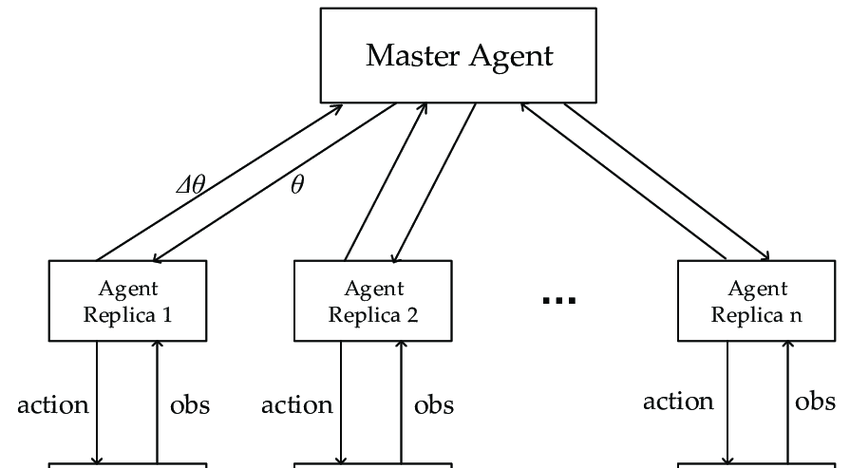 Master Agent
Δθ
θ
Agent
Replica 1
Agent
Replica 2
...
Agent
Replica n
action
obs
action
obs
action
obs